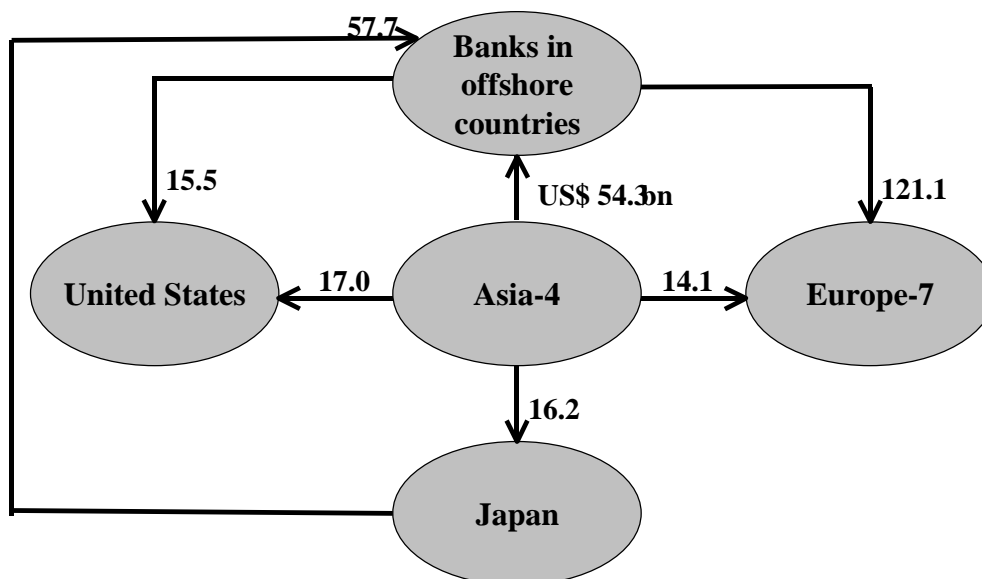 57.7
Banks in
offshore
countries
15.5
US$ 54.3bn
121.1
United States
17.0
Asia-4
14.1
Europe-7
16.2
Japan